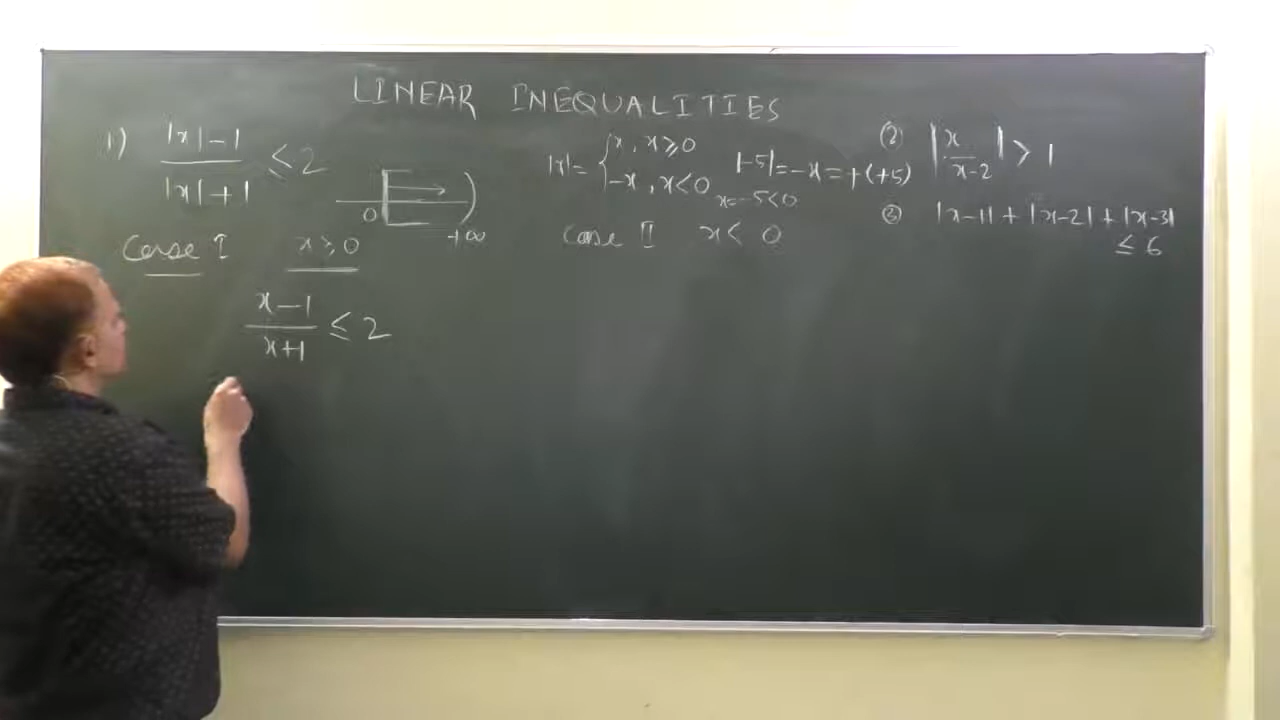 LINEAR INEQUALITIES
1) |x|-1 / |x|+1 ≤ 2
0 +∞
|x| = { x, x ≥ 0
-x, x < 0
|-5| = -x = +(+5)
x = -5 < 0
② |x / x-2| > 1
③ |x-1| + |x-2| + |x-3|
≤ 6
Case I x ≥ 0
x-1 / x+1 ≤ 2
Case II x < 0